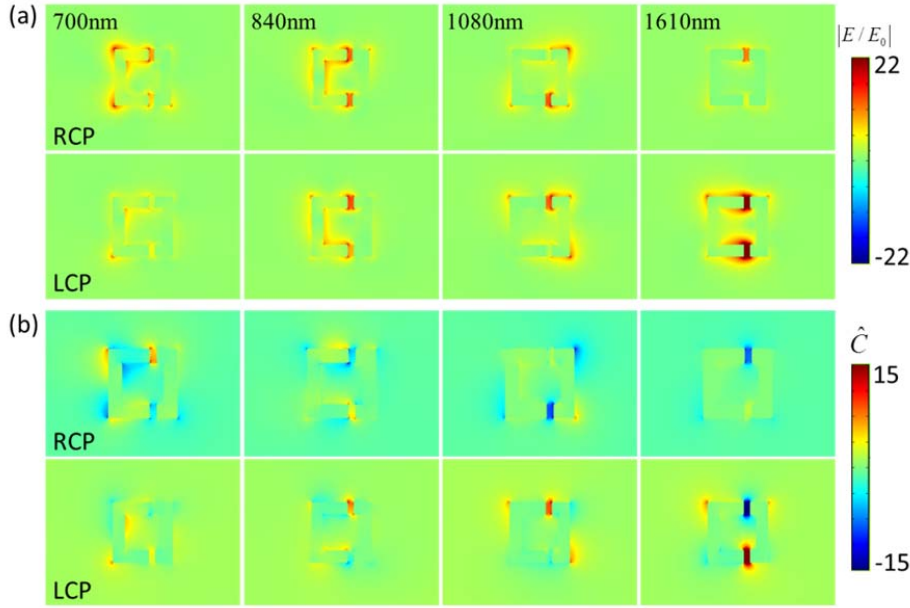 (a)
700nm 840nm 1080nm 1610nm
|E / E₀|
22
-22
RCP
LCP
(b)
Ĉ
15
-15
RCP
LCP